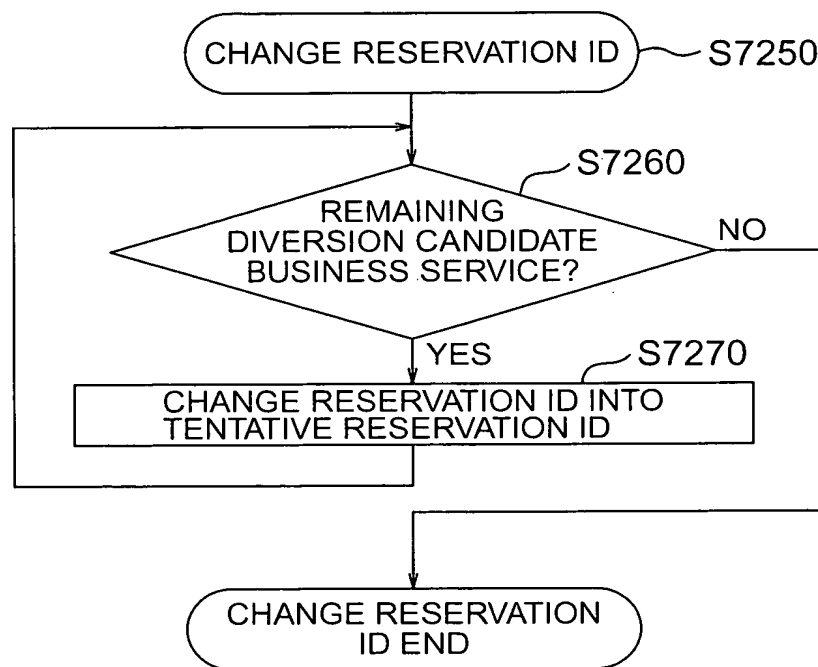 CHANGE RESERVATION ID
S7250
S7260
REMAINING
DIVERSION CANDIDATE
BUSINESS SERVICE?
NO
YES
S7270
CHANGE RESERVATION ID INTO
TENTATIVE RESERVATION ID
CHANGE RESERVATION
ID END